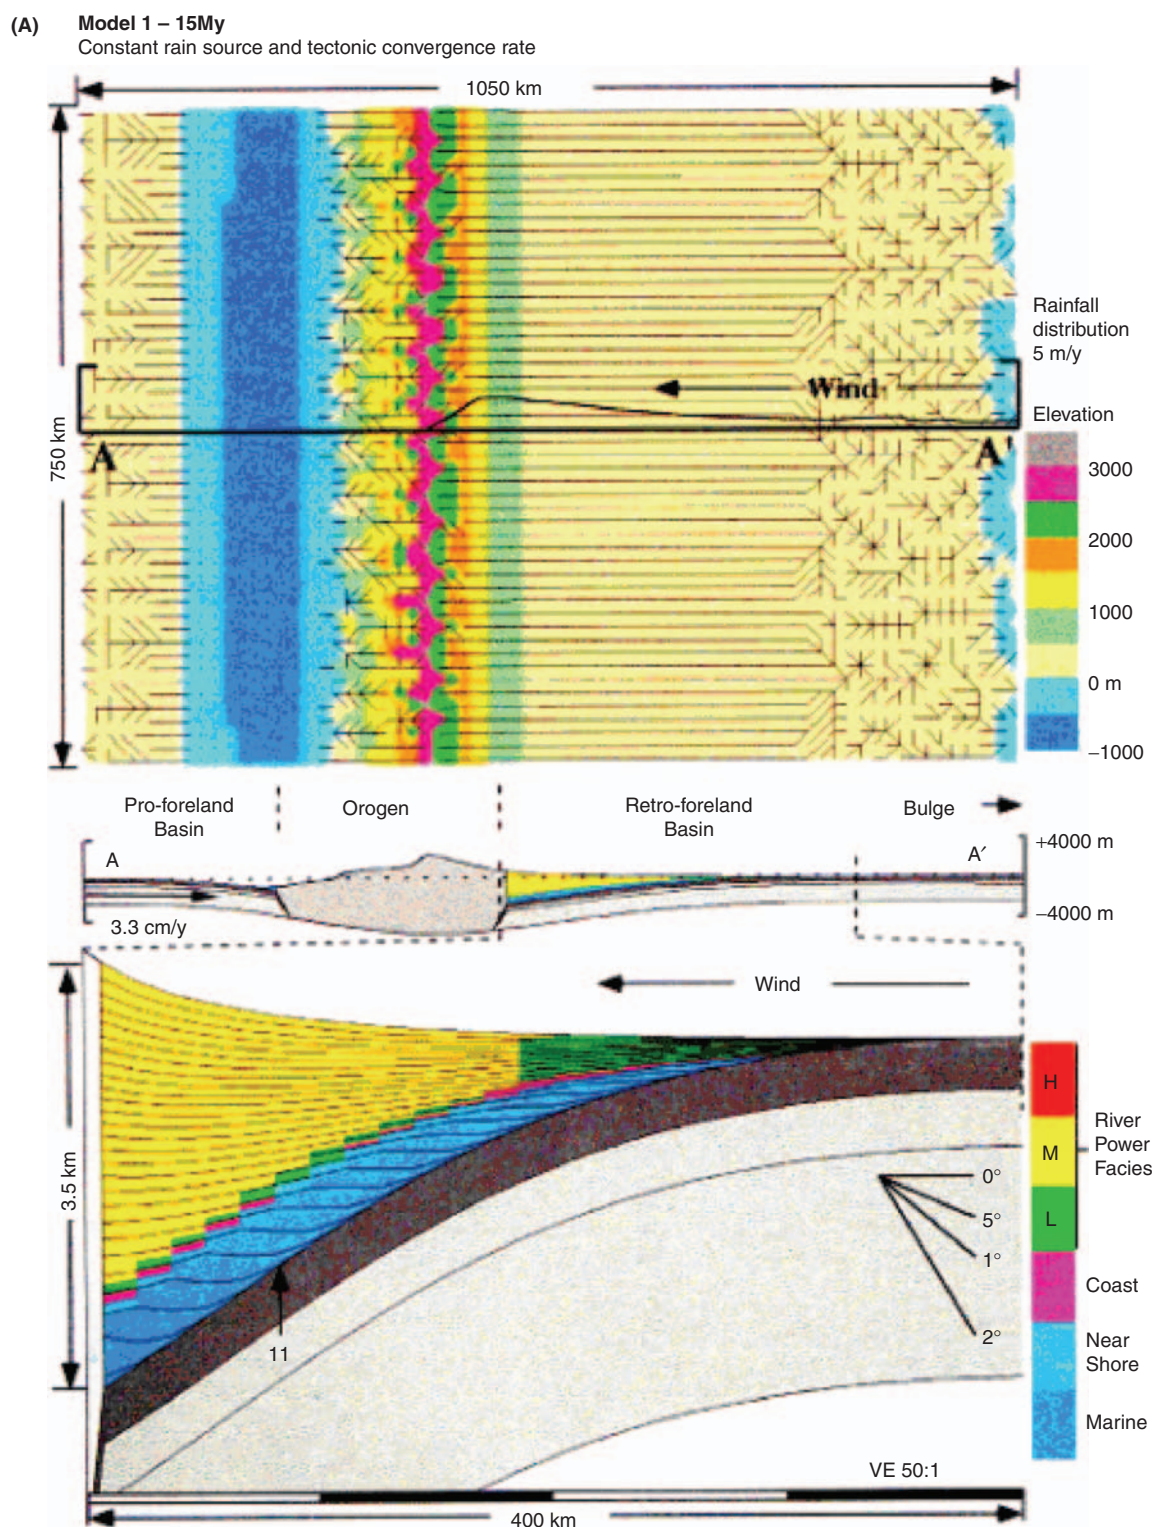 (A)
Model 1 – 15My
Constant rain source and tectonic convergence rate
1050 km
750 km
Wind
A
A'
Rainfall
distribution
5 m/y
Elevation
3000
2000
1000
0 m
–1000
Pro-foreland
Basin
Orogen
Retro-foreland
Basin
Bulge
A
A′
+4000 m
–4000 m
3.3 cm/y
Wind
3.5 km
11
0°
5°
1°
2°
H
M
L
River
Power
Facies
Coast
Near
Shore
Marine
VE 50:1
400 km